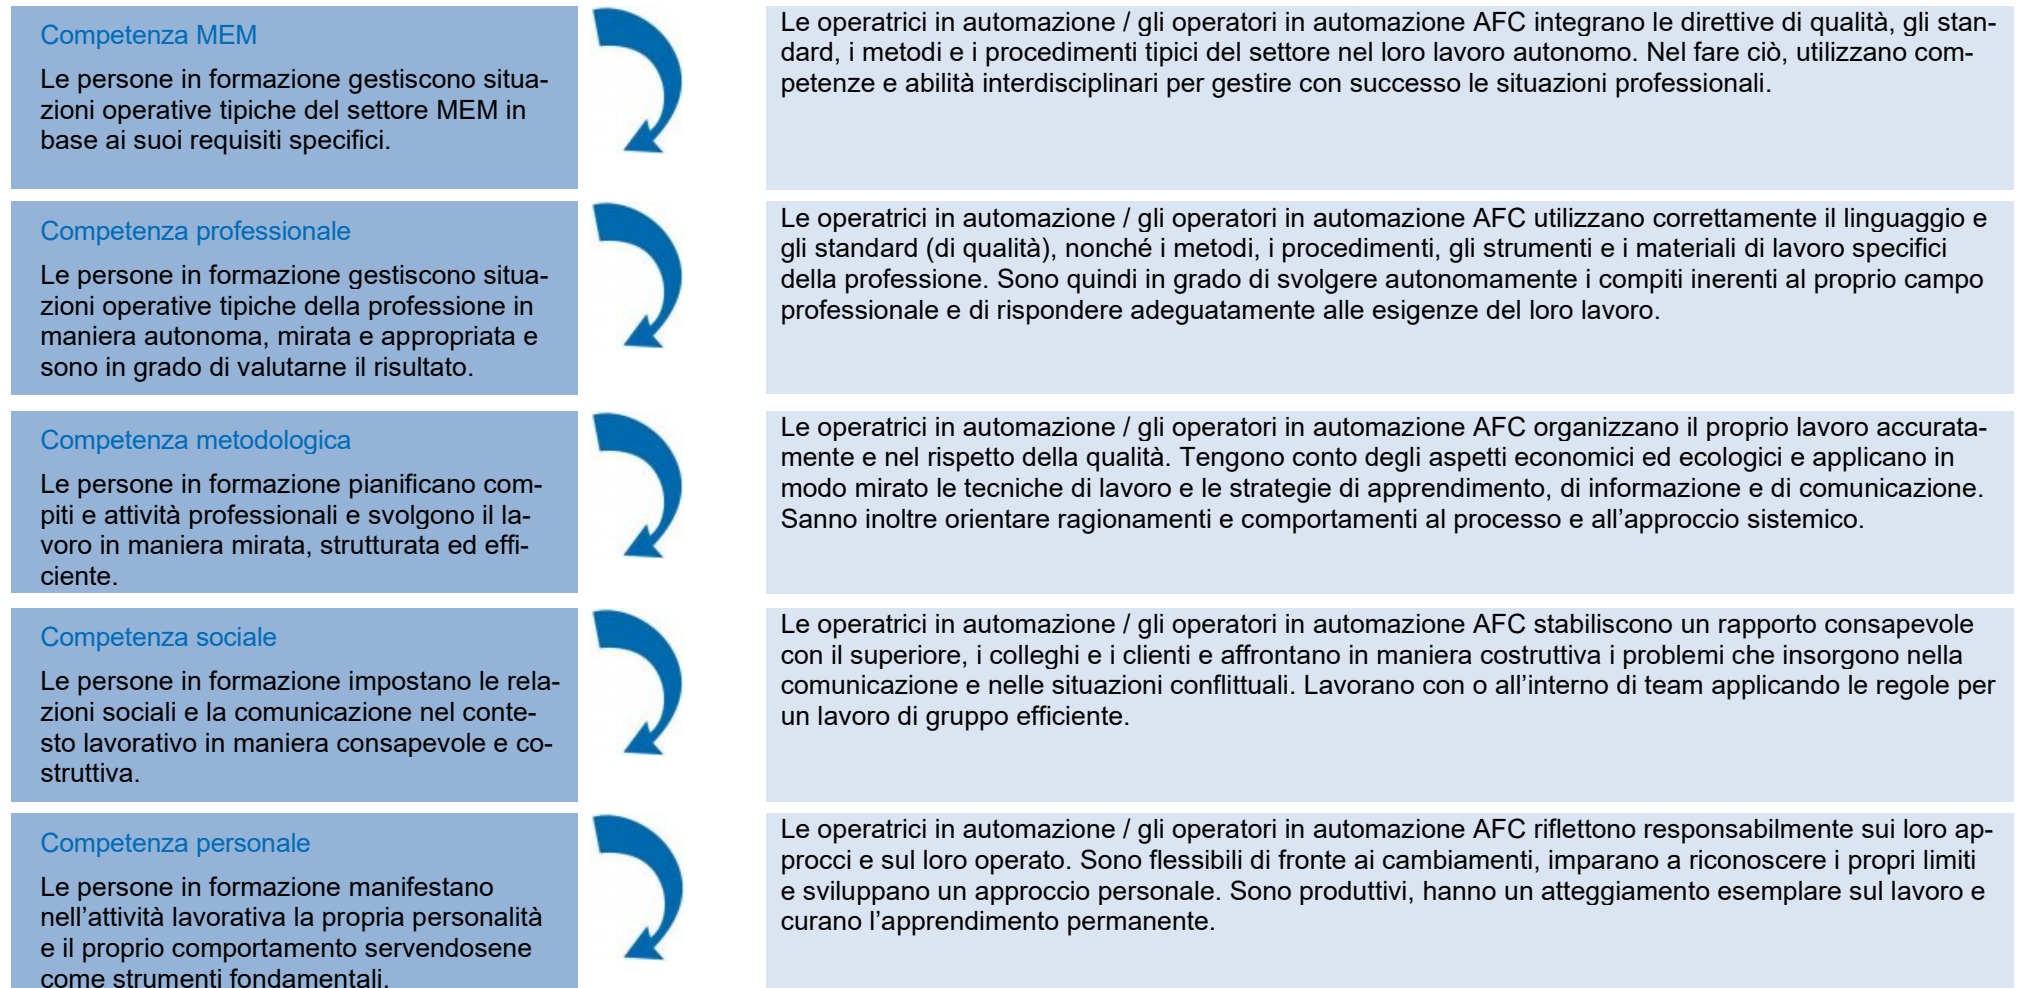 Competenza MEM
Le persone in formazione gestiscono situa-
zioni operative tipiche del settore MEM in
base ai suoi requisiti specifici.
Le operatrici in automazione / gli operatori in automazione AFC integrano le direttive di qualità, gli stan-
dard, i metodi e i procedimenti tipici del settore nel loro lavoro autonomo. Nel fare ciò, utilizzano com-
petenze e abilità interdisciplinari per gestire con successo le situazioni professionali.
Competenza professionale
Le persone in formazione gestiscono situa-
zioni operative tipiche della professione in
maniera autonoma, mirata e appropriata e
sono in grado di valutarne il risultato.
Le operatrici in automazione / gli operatori in automazione AFC utilizzano correttamente il linguaggio e
gli standard (di qualità), nonché i metodi, i procedimenti, gli strumenti e i materiali di lavoro specifici
della professione. Sono quindi in grado di svolgere autonomamente i compiti inerenti al proprio campo
professionale e di rispondere adeguatamente alle esigenze del loro lavoro.
Competenza metodologica
Le persone in formazione pianificano com-
piti e attività professionali e svolgono il la-
voro in maniera mirata, strutturata ed effi-
ciente.
Le operatrici in automazione / gli operatori in automazione AFC organizzano il proprio lavoro accurata-
mente e nel rispetto della qualità. Tengono conto degli aspetti economici ed ecologici e applicano in
modo mirato le tecniche di lavoro e le strategie di apprendimento, di informazione e di comunicazione.
Sanno inoltre orientare ragionamenti e comportamenti al processo e all'approccio sistemico.
Competenza sociale
Le persone in formazione impostano le rela-
zioni sociali e la comunicazione nel conte-
sto lavorativo in maniera consapevole e co-
struttiva.
Le operatrici in automazione / gli operatori in automazione AFC stabiliscono un rapporto consapevole
con il superiore, i colleghi e i clienti e affrontano in maniera costruttiva i problemi che insorgono nella
comunicazione e nelle situazioni conflittuali. Lavorano con o all'interno di team applicando le regole per
un lavoro di gruppo efficiente.
Competenza personale
Le persone in formazione manifestano
nell'attività lavorativa la propria personalità
e il proprio comportamento servendosene
come strumenti fondamentali.
Le operatrici in automazione / gli operatori in automazione AFC riflettono responsabilmente sui loro ap-
procci e sul loro operato. Sono flessibili di fronte ai cambiamenti, imparano a riconoscere i propri limiti
e sviluppano un approccio personale. Sono produttivi, hanno un atteggiamento esemplare sul lavoro e
curano l'apprendimento permanente.